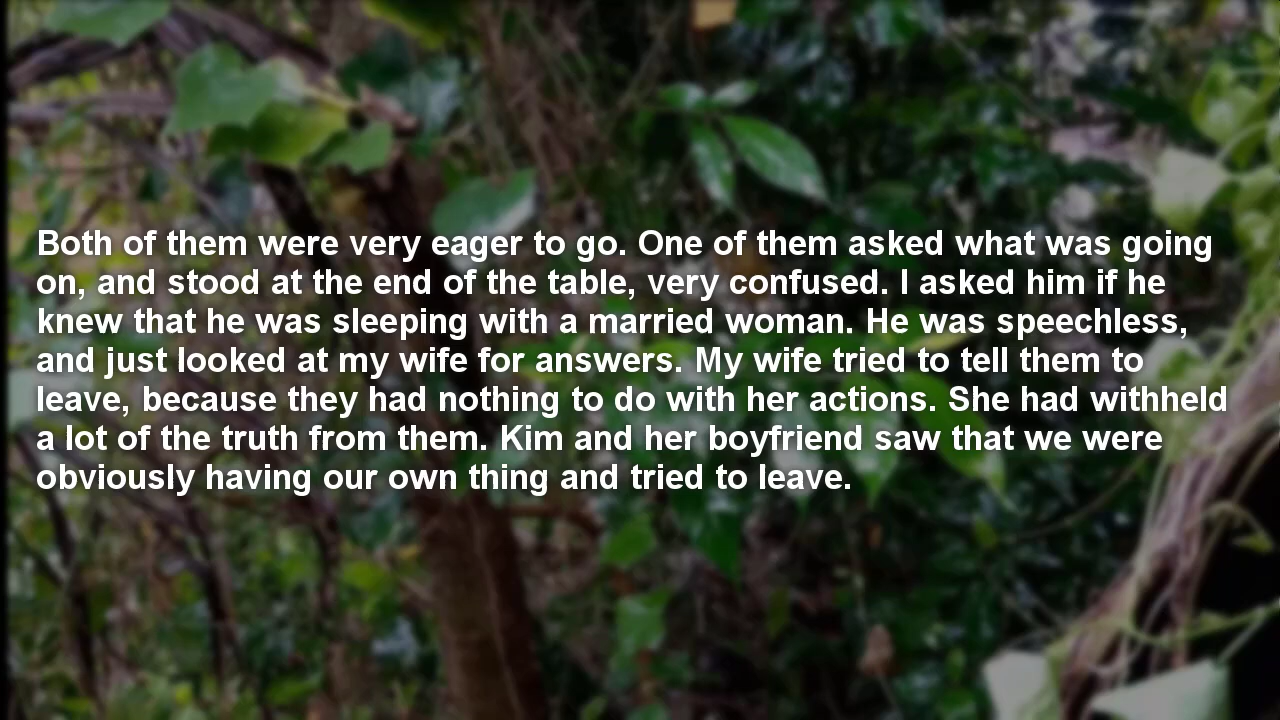 Both of them were very eager to go. One of them asked what was going
on, and stood at the end of the table, very confused. I asked him if he
knew that he was sleeping with a married woman. He was speechless,
and just looked at my wife for answers. My wife tried to tell them to
leave, because they had nothing to do with her actions. She had withheld
a lot of the truth from them. Kim and her boyfriend saw that we were
obviously having our own thing and tried to leave.